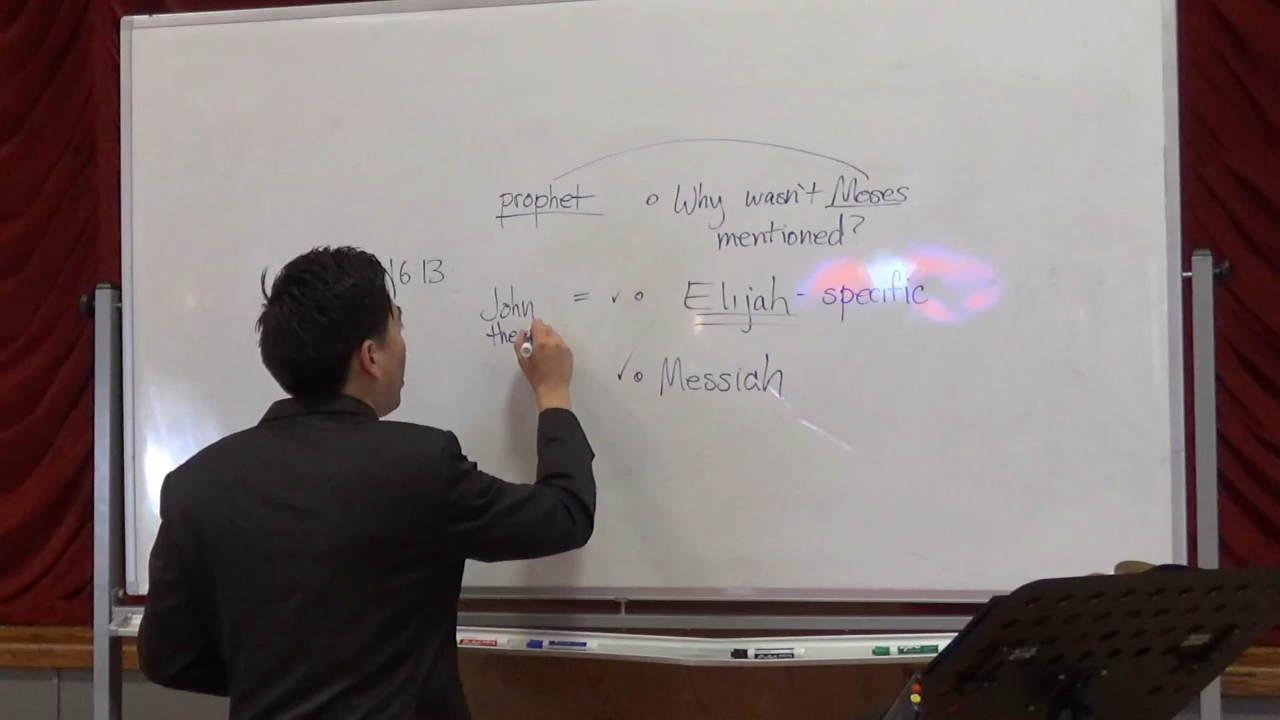 prophet ◦ Why wasn't Moses
mentioned?
16:13
John = ✓ ◦ Elijah - specific
the
✓ ◦ Messiah